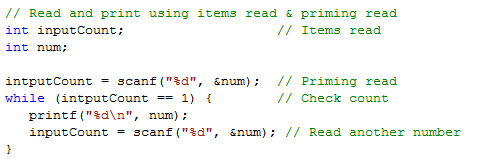 // Read and print using items read & priming read
int inputCount; // Items read
int num;
intputCount = scanf("%d", &num); // Priming read
while (intputCount == 1) { // Check count
printf("%d\n", num);
inputCount = scanf("%d", &num); // Read another number
}